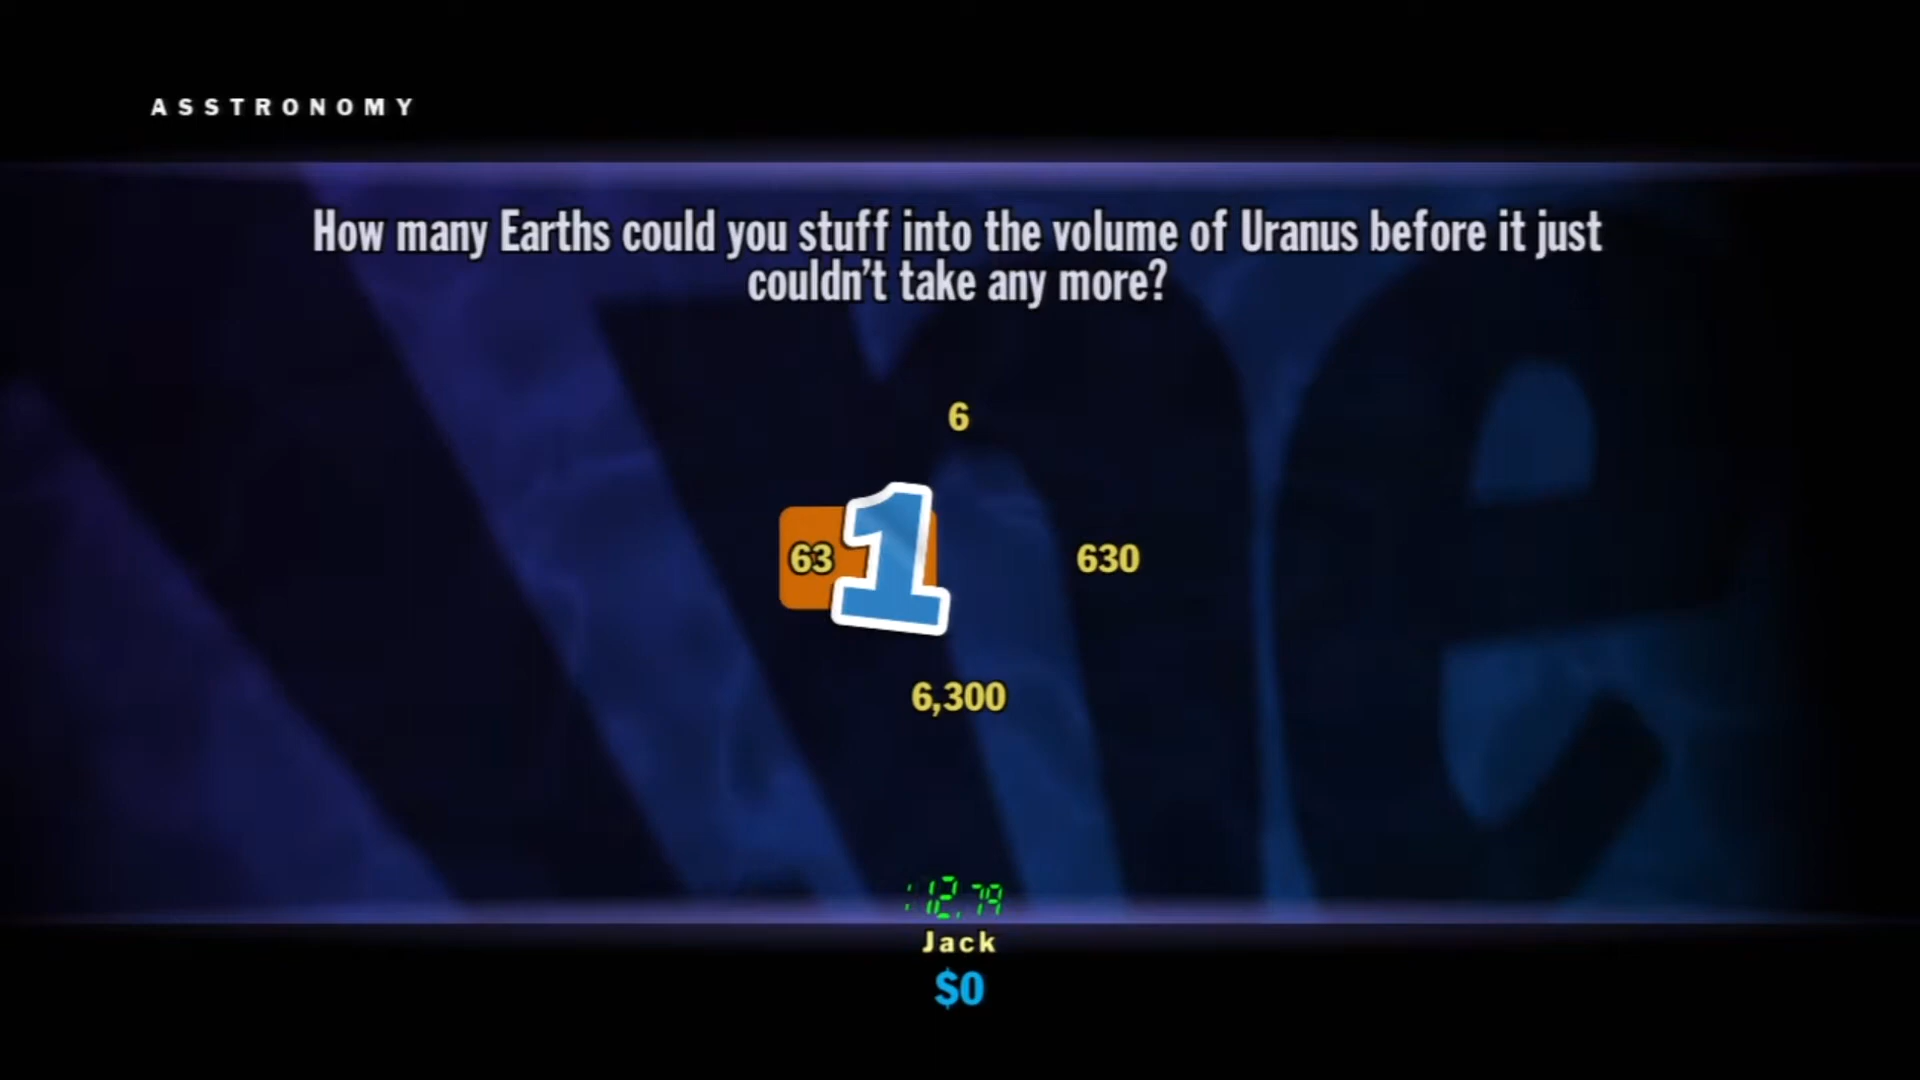 ASSTRONOMY
How many Earths could you stuff into the volume of Uranus before it just
couldn't take any more?
6
63
1
630
6,300
:12.79
Jack
$0